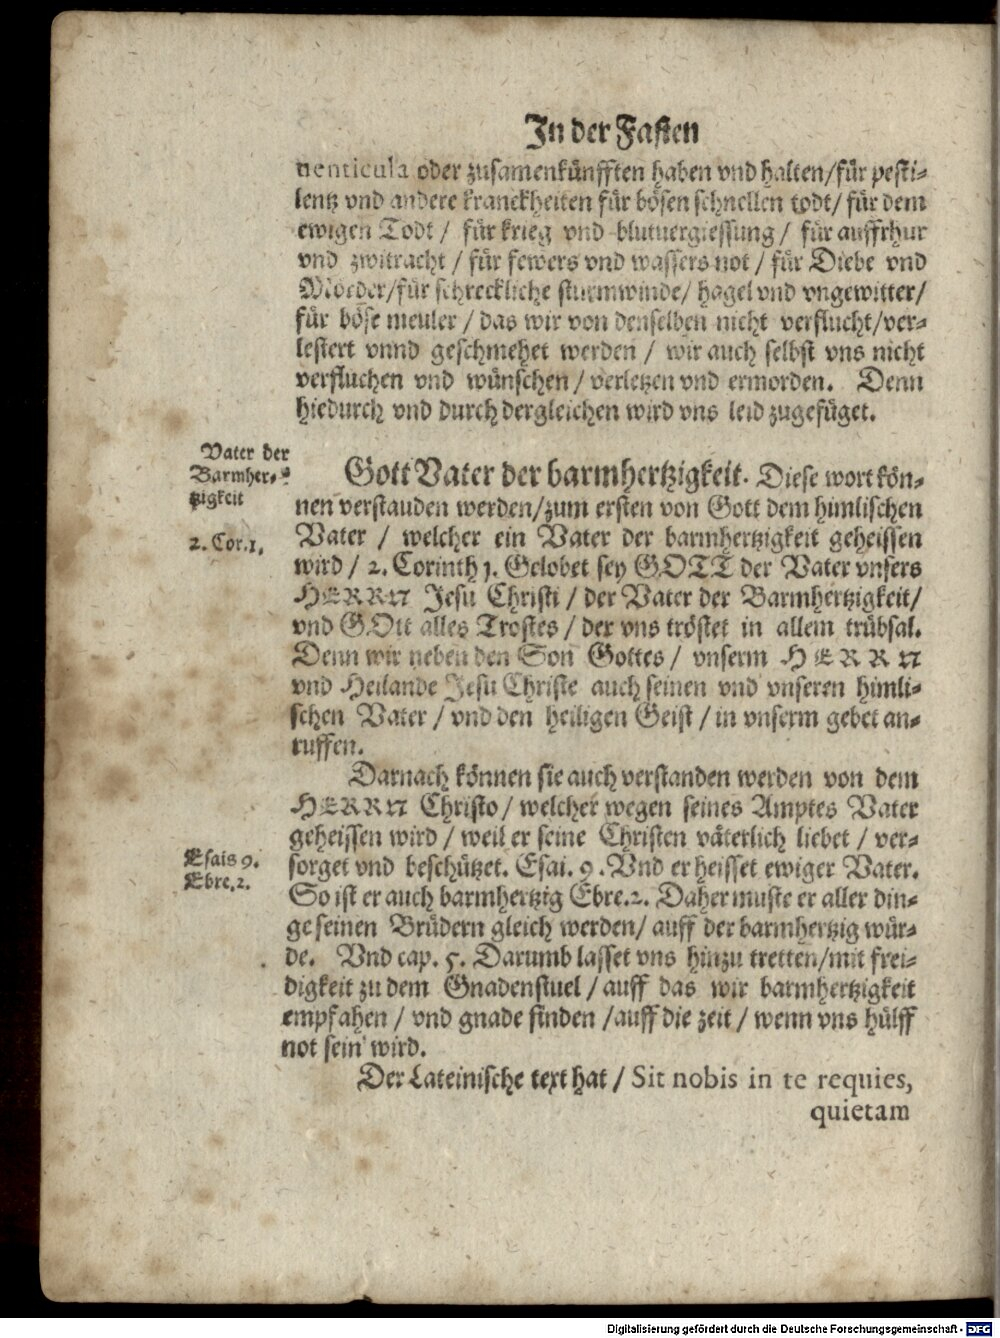 In der Fasten
uenticula oder zusamenkünfften haben vnd halten/für pesti-
lentz vnd andere kranckheiten für bösen schnellen todt/ für dem
ewigen Todt / für krieg vnd blutuergiessung / für auffrhur
vnd zwitracht / für fewers vnd wassers not / für Diebe vnd
Mörder/für schreckliche sturmwinde/ hagel vnd vngewitter/
für böse meuler / das wir von denselben nicht verflucht/ver-
lestert vnnd geschmehet werden / wir auch selbst vns nicht
verfluchen vnd wünschen / verletzen vnd ermorden. Denn
hiedurch vnd durch dergleichen wird vns leid zugefüget.
Vater der
Barmher-
tzigkeit
Gott Vater der barmhertzigkeit. Diese wort kön-
nen verstanden werden/zum ersten von Gott dem himlischen
2. Cor.1.
Vater / welcher ein Vater der barmhertzigkeit geheissen
wird / 2. Corinth 1. Gelobet sey GOTT der Vater vnsers
HERRN Jesu Christi / der Vater der Barmhertzigkeit/
vnd GOtt alles Trostes / der vns tröstet in allem trübsal.
Denn wir neben den Son Gottes / vnserm HERRN
vnd Heilande Jesu Christe auch seinen vnd vnseren himli-
schen Vater / vnd den heiligen Geist / in vnserm gebet an-
ruffen.
Darnach können sie auch verstanden werden von dem
HERRN Christo / welcher wegen seines Amptes Vater
geheissen wird / weil er seine Christen väterlich liebet / ver-
Esais 9.
Ebre.2.
sorget vnd beschützet. Esai. 9. Vnd er heisset ewiger Vater.
So ist er auch barmhertzig Ebre.2. Daher muste er aller din-
ge seinen Brüdern gleich werden/ auff der barmhertzig wür-
de. Vnd cap. 5. Darumb lasset vns hinzu tretten/mit frei-
digkeit zu dem Gnadenstuel / auff das wir barmhertzigkeit
empfahen / vnd gnade finden /auff die zeit / wenn vns hülff
not sein wird.
Der Lateinische text hat / Sit nobis in te requies,
quietam
Digitalisierung gefördert durch die Deutsche Forschungsgemeinschaft - DFG